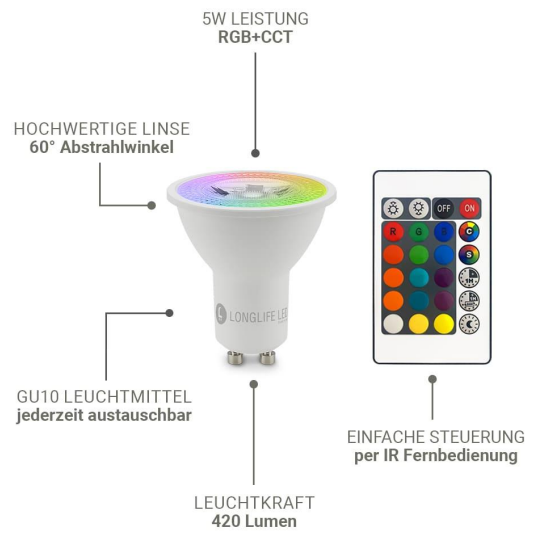 5W LEISTUNG
RGB+CCT
HOCHWERTIGE LINSE
60° Abstrahlwinkel
OFF
ON
R
G
B
C
S
LONGLIFE LED
GU10 LEUCHTMITTEL
jederzeit austauschbar
EINFACHE STEUERUNG
per IR Fernbedienung
LEUCHTKRAFT
420 Lumen